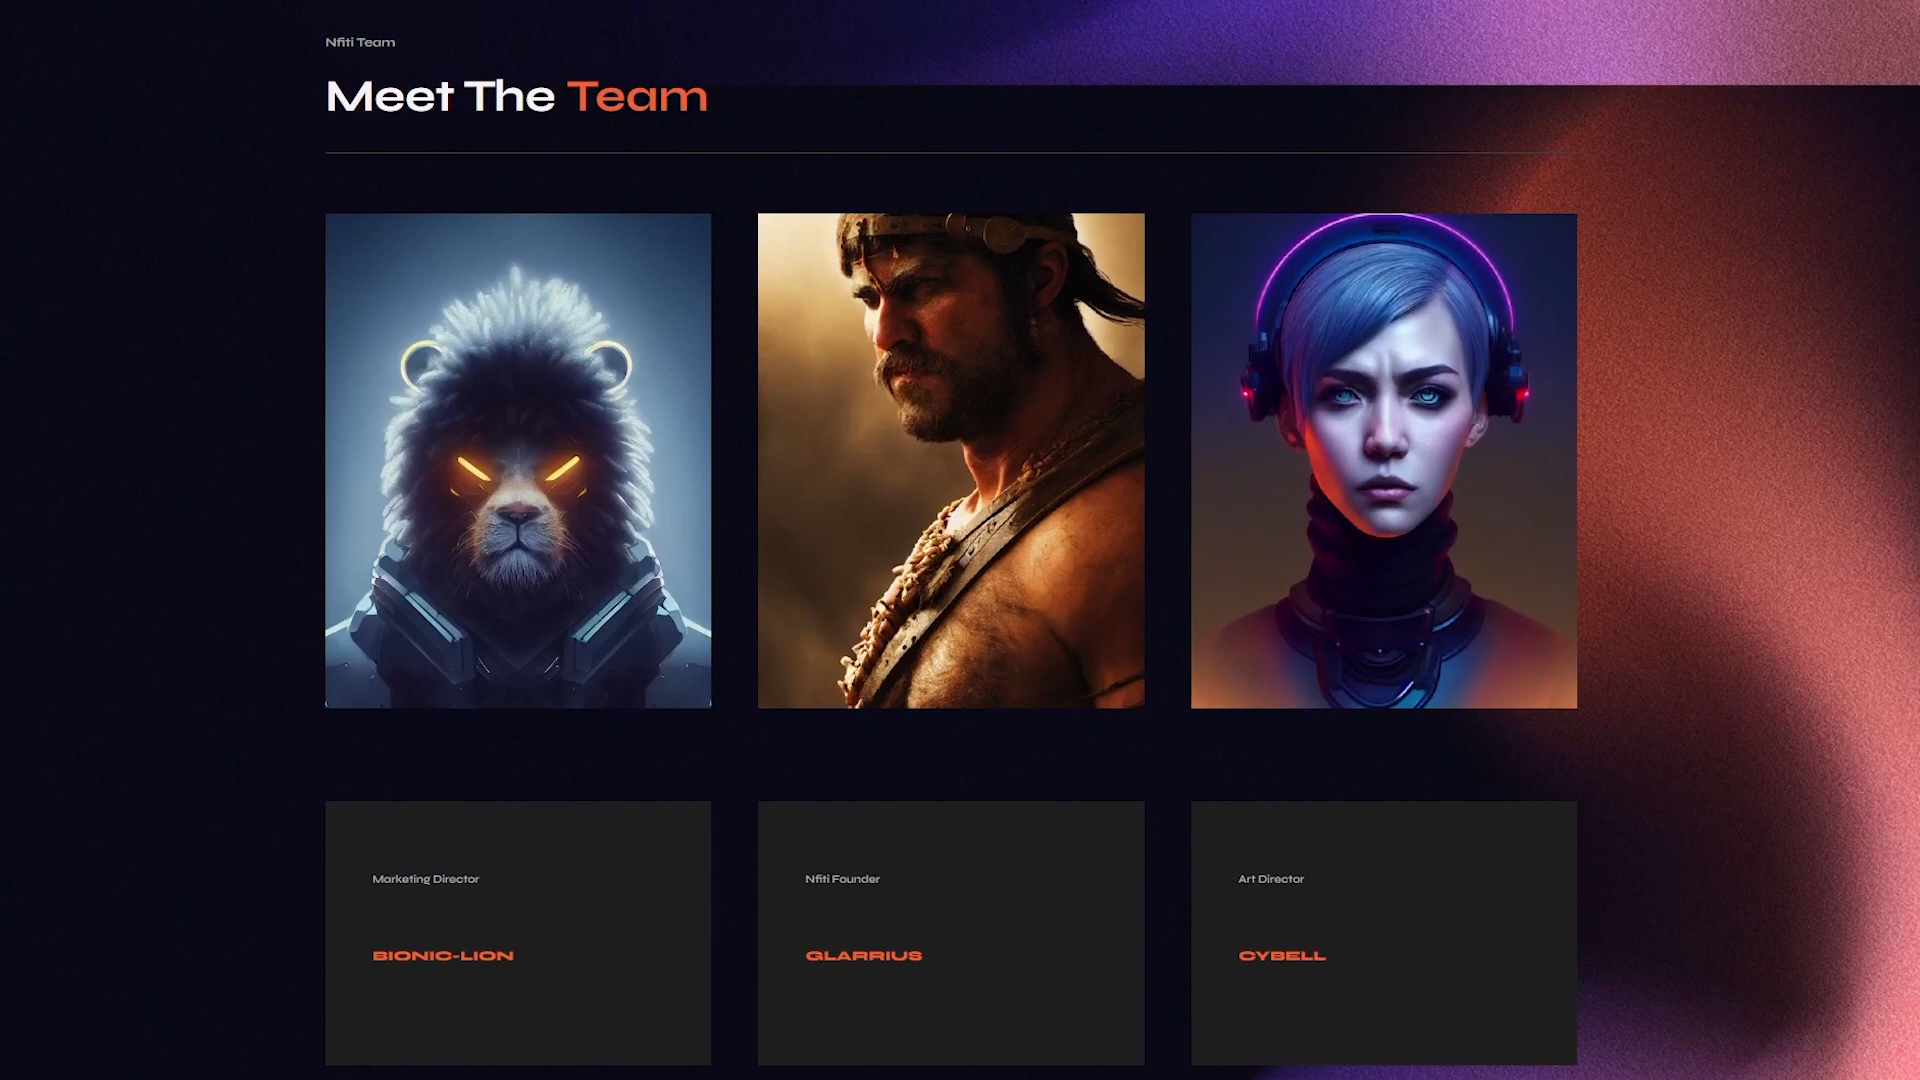 Nfiti Team
Meet The Team
Marketing Director
BIONIC-LION
Nfiti Founder
GLARRIUS
Art Director
CYBELL